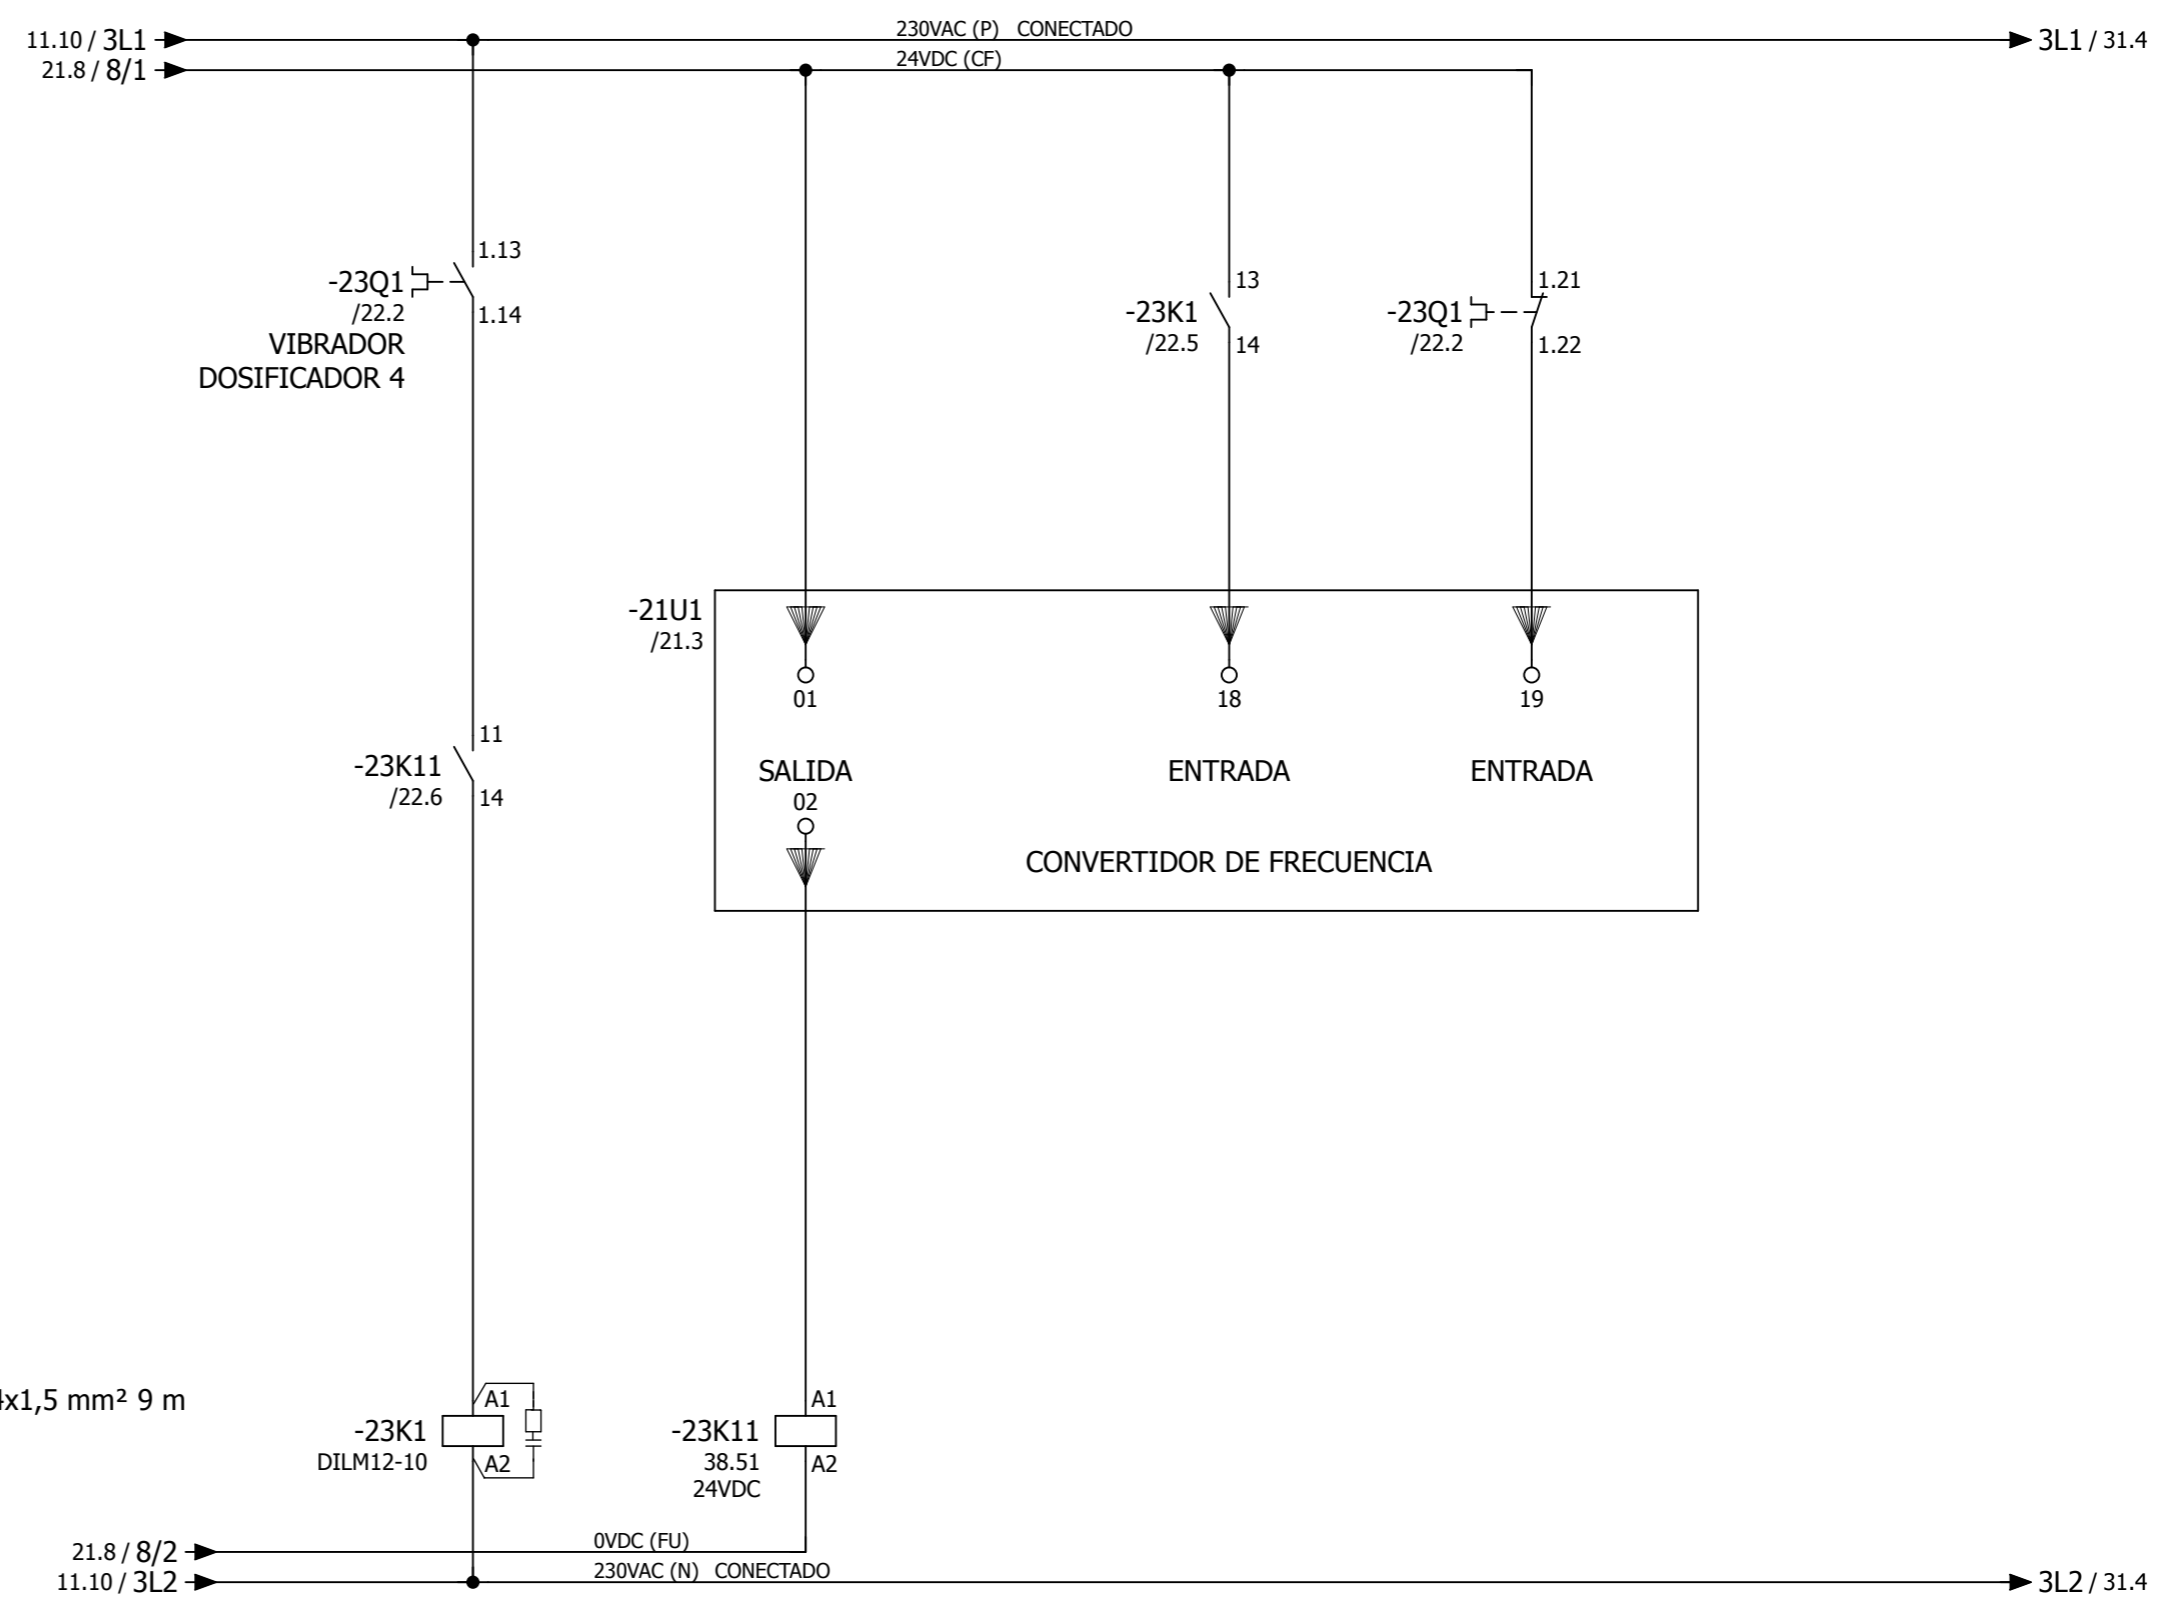 11.10 / 3L1
230VAC (P) CONECTADO
3L1 / 31.4
21.8 / 8/1
24VDC (CF)
1.13
-23Q1
/22.2
1.14
VIBRADOR
DOSIFICADOR 4
13
-23K1
/22.5
14
1.21
-23Q1
/22.2
1.22
-21U1
/21.3
01
18
19
SALIDA
ENTRADA
ENTRADA
02
CONVERTIDOR DE FRECUENCIA
11
-23K11
/22.6
14
x1,5 mm² 9 m
A1
-23K1
DILM12-10
A2
A1
-23K11
38.51
A2
24VDC
21.8 / 8/2
0VDC (FU)
11.10 / 3L2
230VAC (N) CONECTADO
3L2 / 31.4